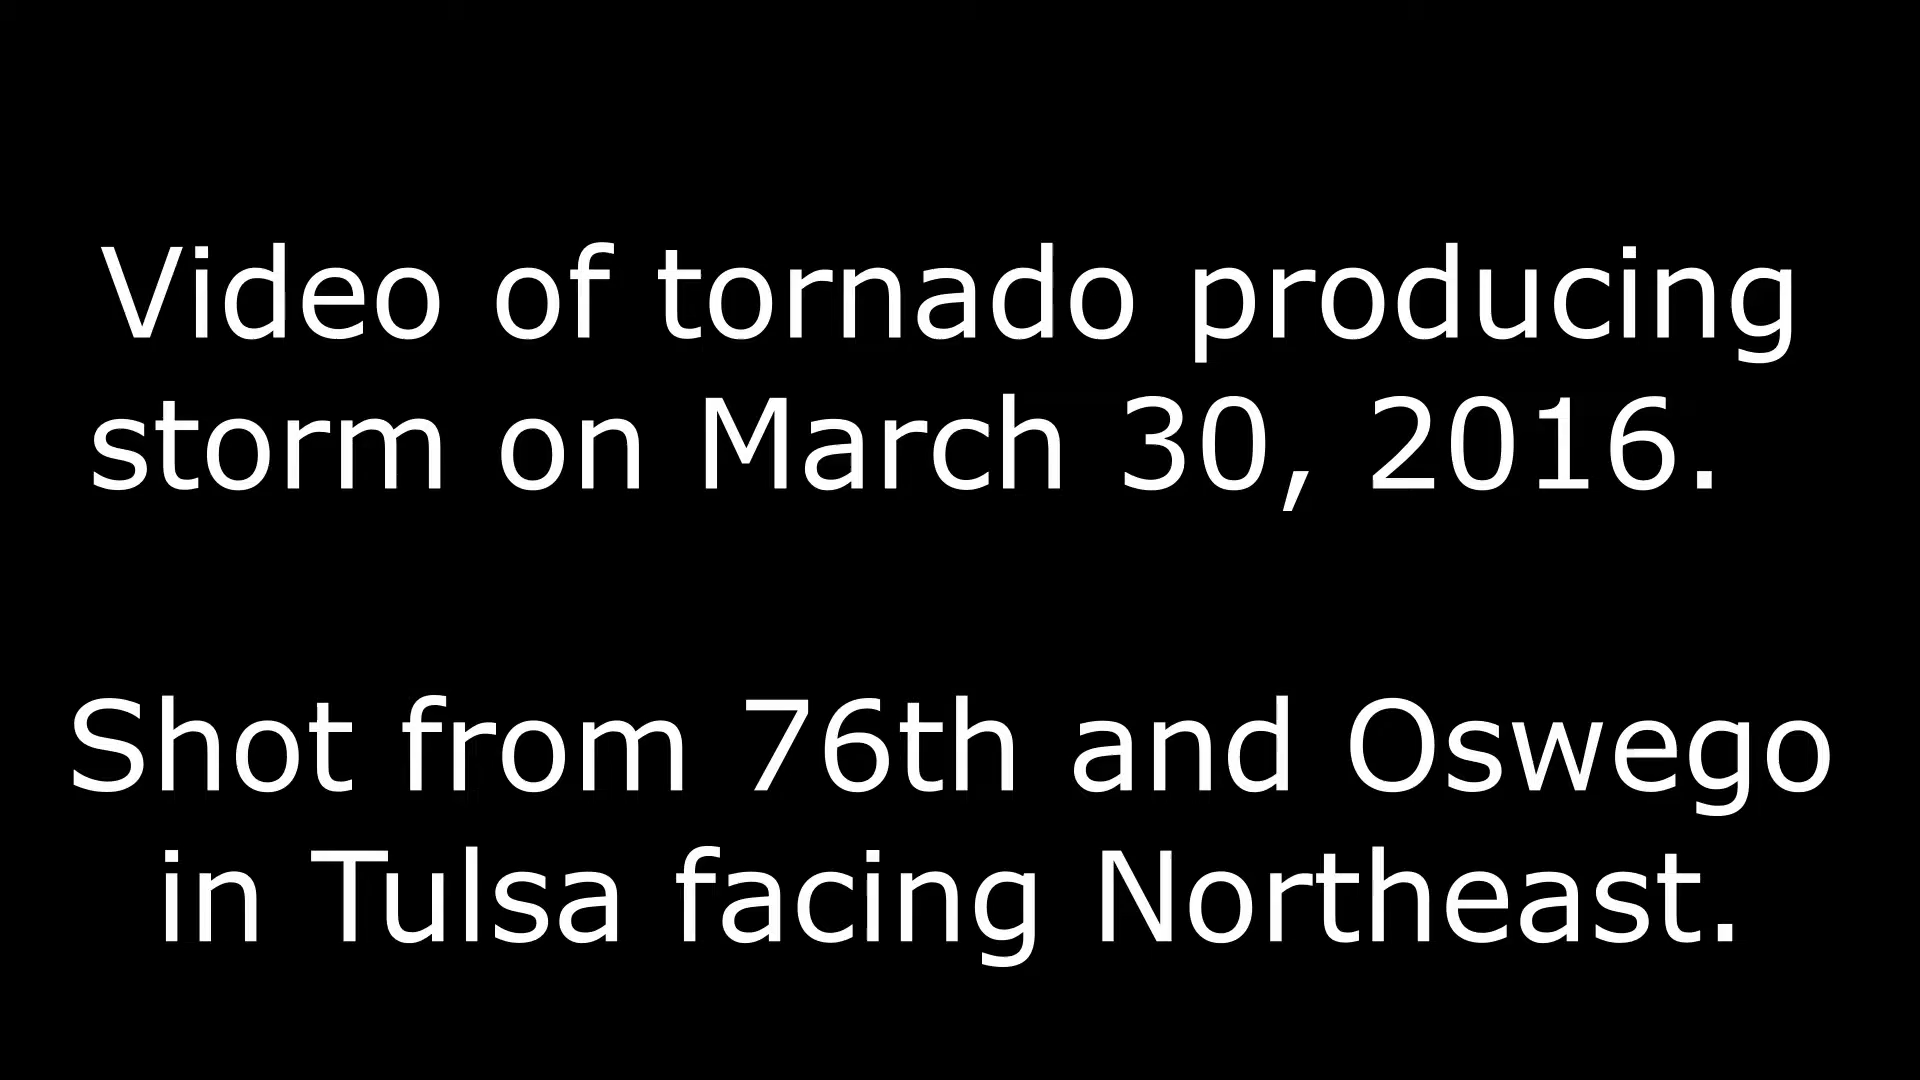 Video of tornado producing
storm on March 30, 2016.
Shot from 76th and Oswego
in Tulsa facing Northeast.